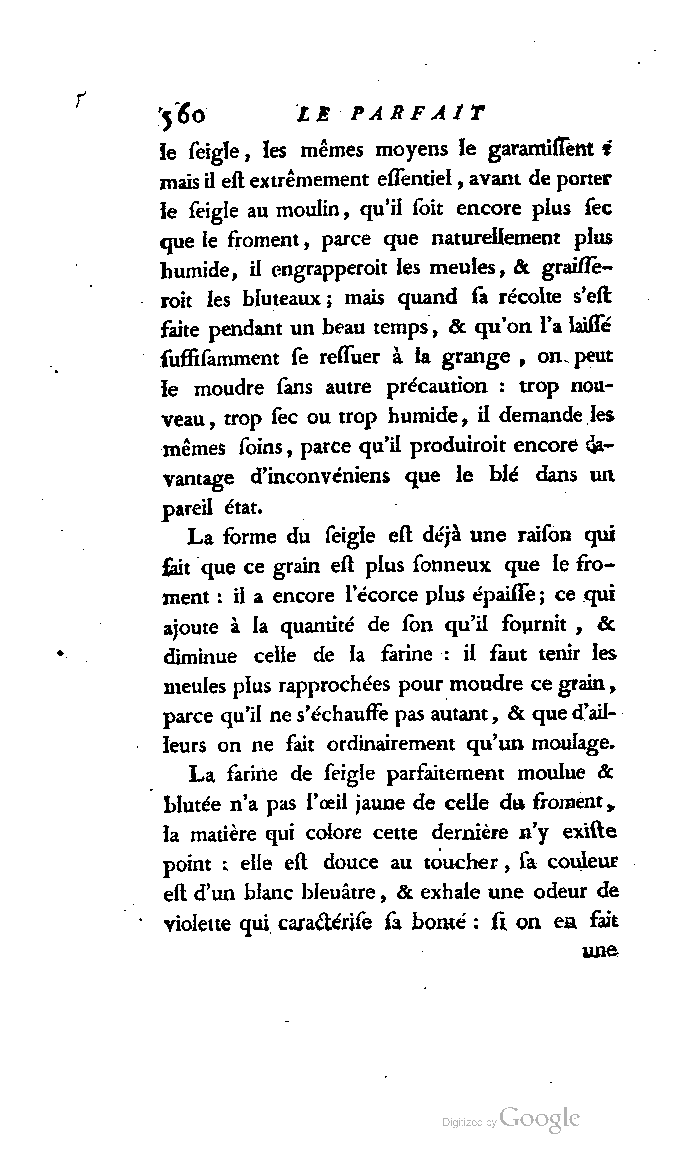 560 LE PARFAIT
le ſeigle, les mêmes moyens le garantiſſent :
mais il eſt extrêmement eſſentiel, avant de porter
le ſeigle au moulin, qu'il ſoit encore plus ſec
que le froment, parce que naturellement plus
humide, il engrapperoit les meules, & graiſſe-
roit les bluteaux; mais quand ſa récolte s'eſt
faite pendant un beau temps, & qu'on l'a laiſſé
ſuffiſamment ſe reſſuer à la grange, on peut
le moudre ſans autre précaution : trop nou-
veau, trop ſec ou trop humide, il demande les
mêmes ſoins, parce qu'il produiroit encore da-
vantage d'inconvéniens que le blé dans un
pareil état.
La forme du ſeigle eſt déjà une raiſon qui
fait que ce grain eſt plus ſonneux que le fro-
ment : il a encore l'écorce plus épaiſſe; ce qui
ajoute à la quantité de ſon qu'il fournit, &
diminue celle de la farine : il faut tenir les
meules plus rapprochées pour moudre ce grain,
parce qu'il ne s'échauffe pas autant, & que d'ail-
leurs on ne fait ordinairement qu'un moulage.
La farine de ſeigle parfaitement moulue &
blutée n'a pas l'œil jaune de celle du froment,
la matière qui colore cette dernière n'y exiſte
point : elle eſt douce au toucher, ſa couleur
eſt d'un blanc bleuâtre, & exhale une odeur de
violette qui caractériſe ſa bonté : ſi on en fait
une
Digitized by Google